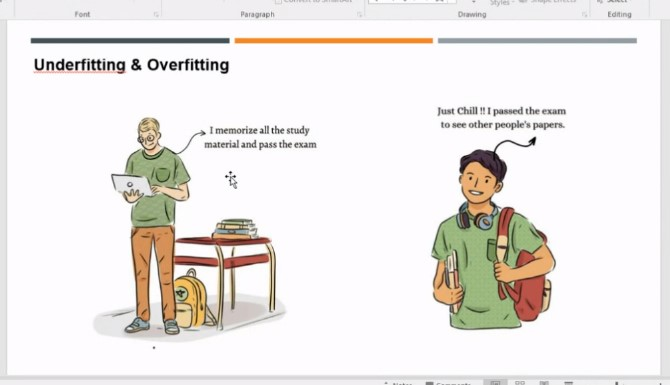 Font
Paragraph
Drawing
Editing
Underfitting & Overfitting
I memorize all the study
material and pass the exam
Just Chill !! I passed the exam
to see other people's papers.